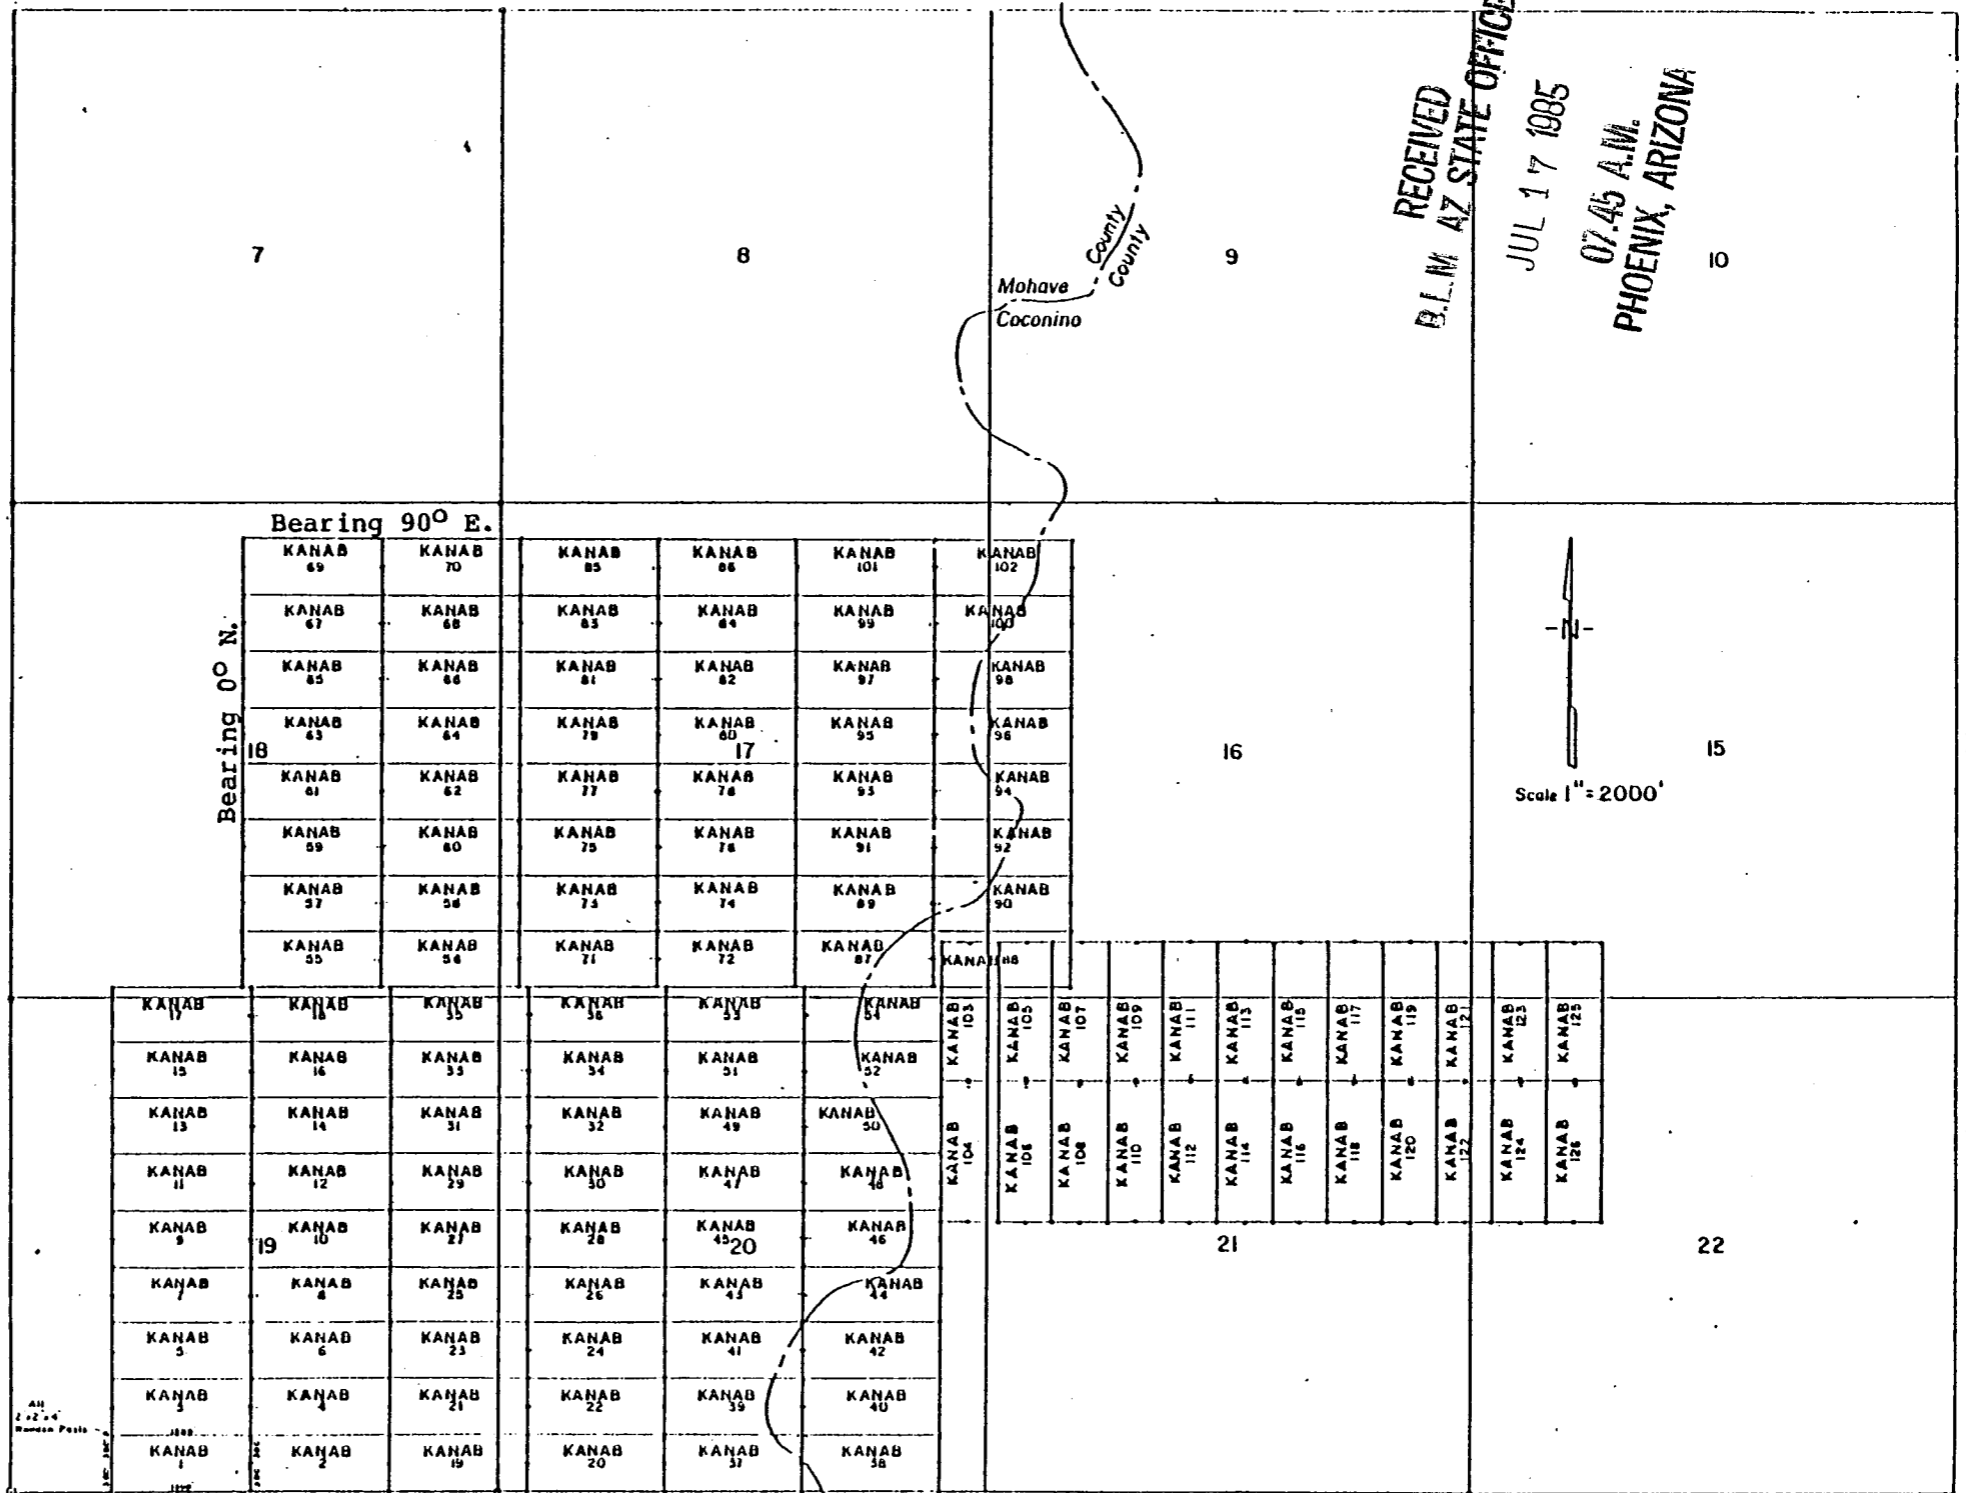 RECEIVED
B.L.M AZ STATE OFFICE
JUL 17 1985
07.45 A.M.
PHOENIX, ARIZONA
7
8
9
10
County
County
Mohave
Coconino
Bearing 90° E.
Bearing 0° N.
KANAB 69
KANAB 70
KANAB 85
KANAB 86
KANAB 101
KANAB 102
KANAB 67
KANAB 68
KANAB 83
KANAB 84
KANAB 99
KANAB 100
KANAB 65
KANAB 66
KANAB 81
KANAB 82
KANAB 97
KANAB 98
KANAB 63
KANAB 64
KANAB 79
KANAB 80
KANAB 95
KANAB 96
18
17
16
15
KANAB 61
KANAB 62
KANAB 77
KANAB 78
KANAB 93
KANAB 94
Scale 1"=2000'
KANAB 59
KANAB 60
KANAB 75
KANAB 76
KANAB 91
KANAB 92
KANAB 57
KANAB 58
KANAB 73
KANAB 74
KANAB 89
KANAB 90
KANAB 55
KANAB 56
KANAB 71
KANAB 72
KANAB 87
KANAB 88
KANAB 17
KANAB 18
KANAB 35
KANAB 36
KANAB 53
KANAB 54
KANAB 103
KANAB 105
KANAB 107
KANAB 109
KANAB 111
KANAB 113
KANAB 115
KANAB 117
KANAB 119
KANAB 121
KANAB 123
KANAB 125
KANAB 15
KANAB 16
KANAB 33
KANAB 34
KANAB 51
KANAB 52
KANAB 13
KANAB 14
KANAB 31
KANAB 32
KANAB 49
KANAB 50
KANAB 104
KANAB 106
KANAB 108
KANAB 110
KANAB 112
KANAB 114
KANAB 116
KANAB 118
KANAB 120
KANAB 122
KANAB 124
KANAB 126
KANAB 11
KANAB 12
KANAB 29
KANAB 30
KANAB 47
KANAB 48
KANAB 9
KANAB 10
KANAB 27
KANAB 28
KANAB 45
KANAB 46
19
20
21
22
KANAB 7
KANAB 8
KANAB 25
KANAB 26
KANAB 43
KANAB 44
KANAB 5
KANAB 6
KANAB 23
KANAB 24
KANAB 41
KANAB 42
KANAB 3
KANAB 4
KANAB 21
KANAB 22
KANAB 39
KANAB 40
All
2"x2"x4'
Wooden Posts
KANAB 1
KANAB 2
KANAB 19
KANAB 20
KANAB 37
KANAB 38